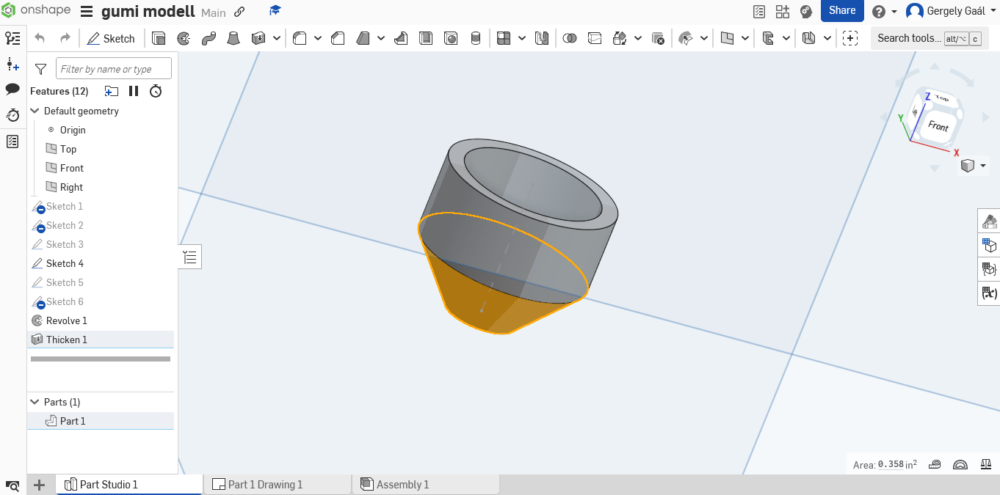 onshape
gumi modell Main
Share
Gergely Gaál
Sketch
Search tools... alt/⌥ c
Filter by name or type
Features (12)
Default geometry
Origin
Top
Front
Right
Sketch 1
Sketch 2
Sketch 3
Sketch 4
Sketch 5
Sketch 6
Revolve 1
Thicken 1
Parts (1)
Part 1
Z
Top
Y
Front
X
(x)
Area: 0.358 in²
Part Studio 1
Part 1 Drawing 1
Assembly 1